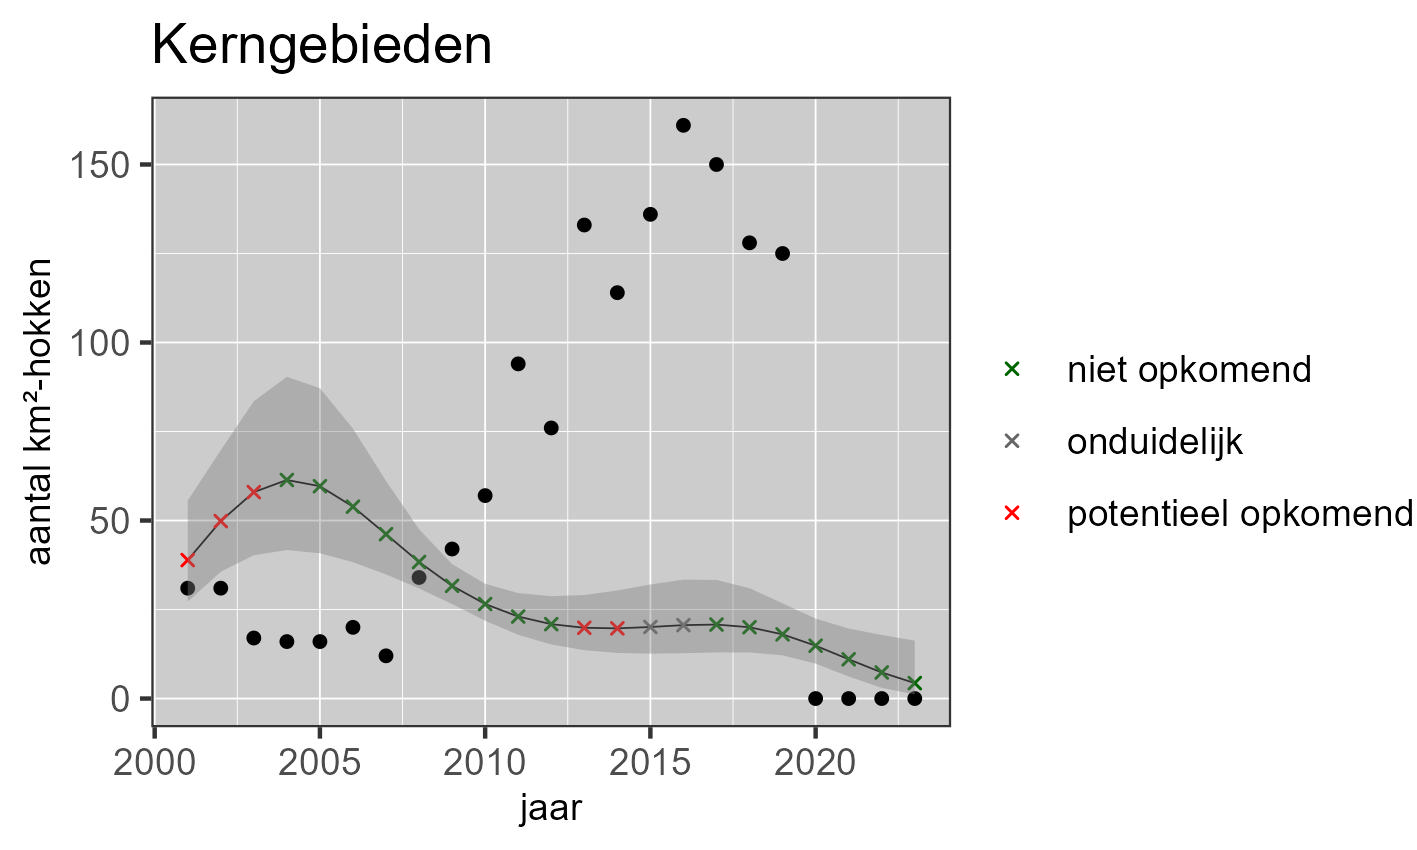 Kerngebieden
150
100
50
0
aantal km²-hokken
2000 2005 2010 2015 2020
jaar
niet opkomend
onduidelijk
potentieel opkomend